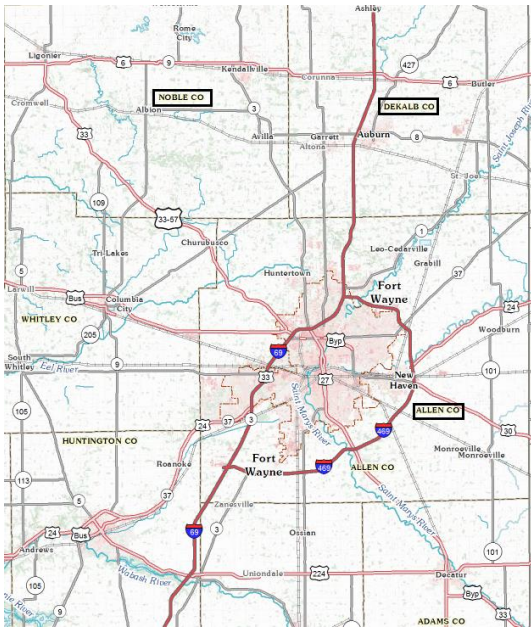 Ashley
Rome
City
Ligonier
6
9
Kendallville
Corunna
427
6
Butler
NOBLE CO
DEKALB CO
Cromwell
Albion
3
33
Avilla
Garrett
Auburn
Altona
8
Saint Joseph Riv
St. Joe
109
33-57
Churubusco
1
Tri-Lakes
Leo-Cedarville
Grabill
5
Huntertown
37
Larwill
Bus
Columbia
City
Fort
Wayne
24
WHITLEY CO
Woodburn
205
Byp
69
South
Whitley
9
Eel River
33
27
New
Haven
101
105
Saint Marys River
24
37
3
ALLEN CO
469
30
HUNTINGTON CO
Monroeville
Monroeville
Roanoke
Fort
Wayne
469
ALLEN CO
113
37
5
Zanesville
Saint Marys River
24
Bus
69
3
Ossian
101
Andrews
Wabash River
Uniondale
224
Decatur
105
Byp
nie River
9
ADAMS CO